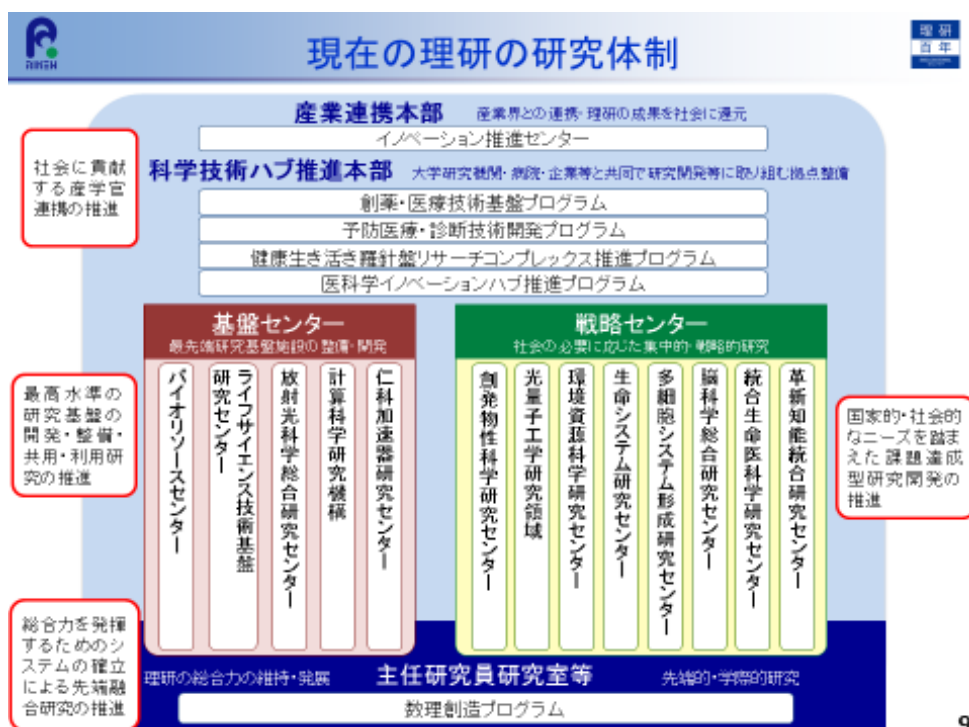 RIKEN
現在の理研の研究体制
理研
百年
産業連携本部 産業界との連携・理研の成果を社会に還元
イノベーション推進センター
科学技術ハブ推進本部 大学研究機関・病院・企業等と共同で研究開発等に取り組む拠点整備
創薬・医療技術基盤プログラム
予防医療・診断技術開発プログラム
健康生き活き羅針盤リサーチコンプレックス推進プログラム
医科学イノベーションハブ推進プログラム
社会に貢献
する産学官
連携の推進
基盤センター
最先端研究基盤施設の整備・開発
バイオリソースセンター
ライフサイエンス技術基盤
研究センター
放射光科学総合研究センター
計算科学研究機構
仁科加速器研究センター
最高水準の
研究基盤の
開発・整備・
共用・利用研
究の推進
戦略センター
社会の必要に応じた集中的・戦略的研究
創発物性科学研究センター
光量子工学研究領域
環境資源科学研究センター
生命システム研究センター
多細胞システム形成研究センター
脳科学総合研究センター
統合生命医科学研究センター
革新知能統合研究センター
国家的・社会的
なニーズを踏ま
えた課題達成
型研究開発の
推進
総合力を発揮
するためのシ
ステムの確立
による先端融
合研究の推進
理研の総合力の維持・発展 主任研究員研究室等 先端的・学際的研究
数理創造プログラム